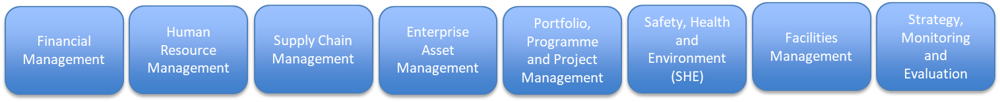 Financial
Management
Human
Resource
Management
Supply Chain
Management
Enterprise
Asset
Management
Portfolio,
Programme
and Project
Management
Safety, Health
and
Environment
(SHE)
Facilities
Management
Strategy,
Monitoring
and
Evaluation